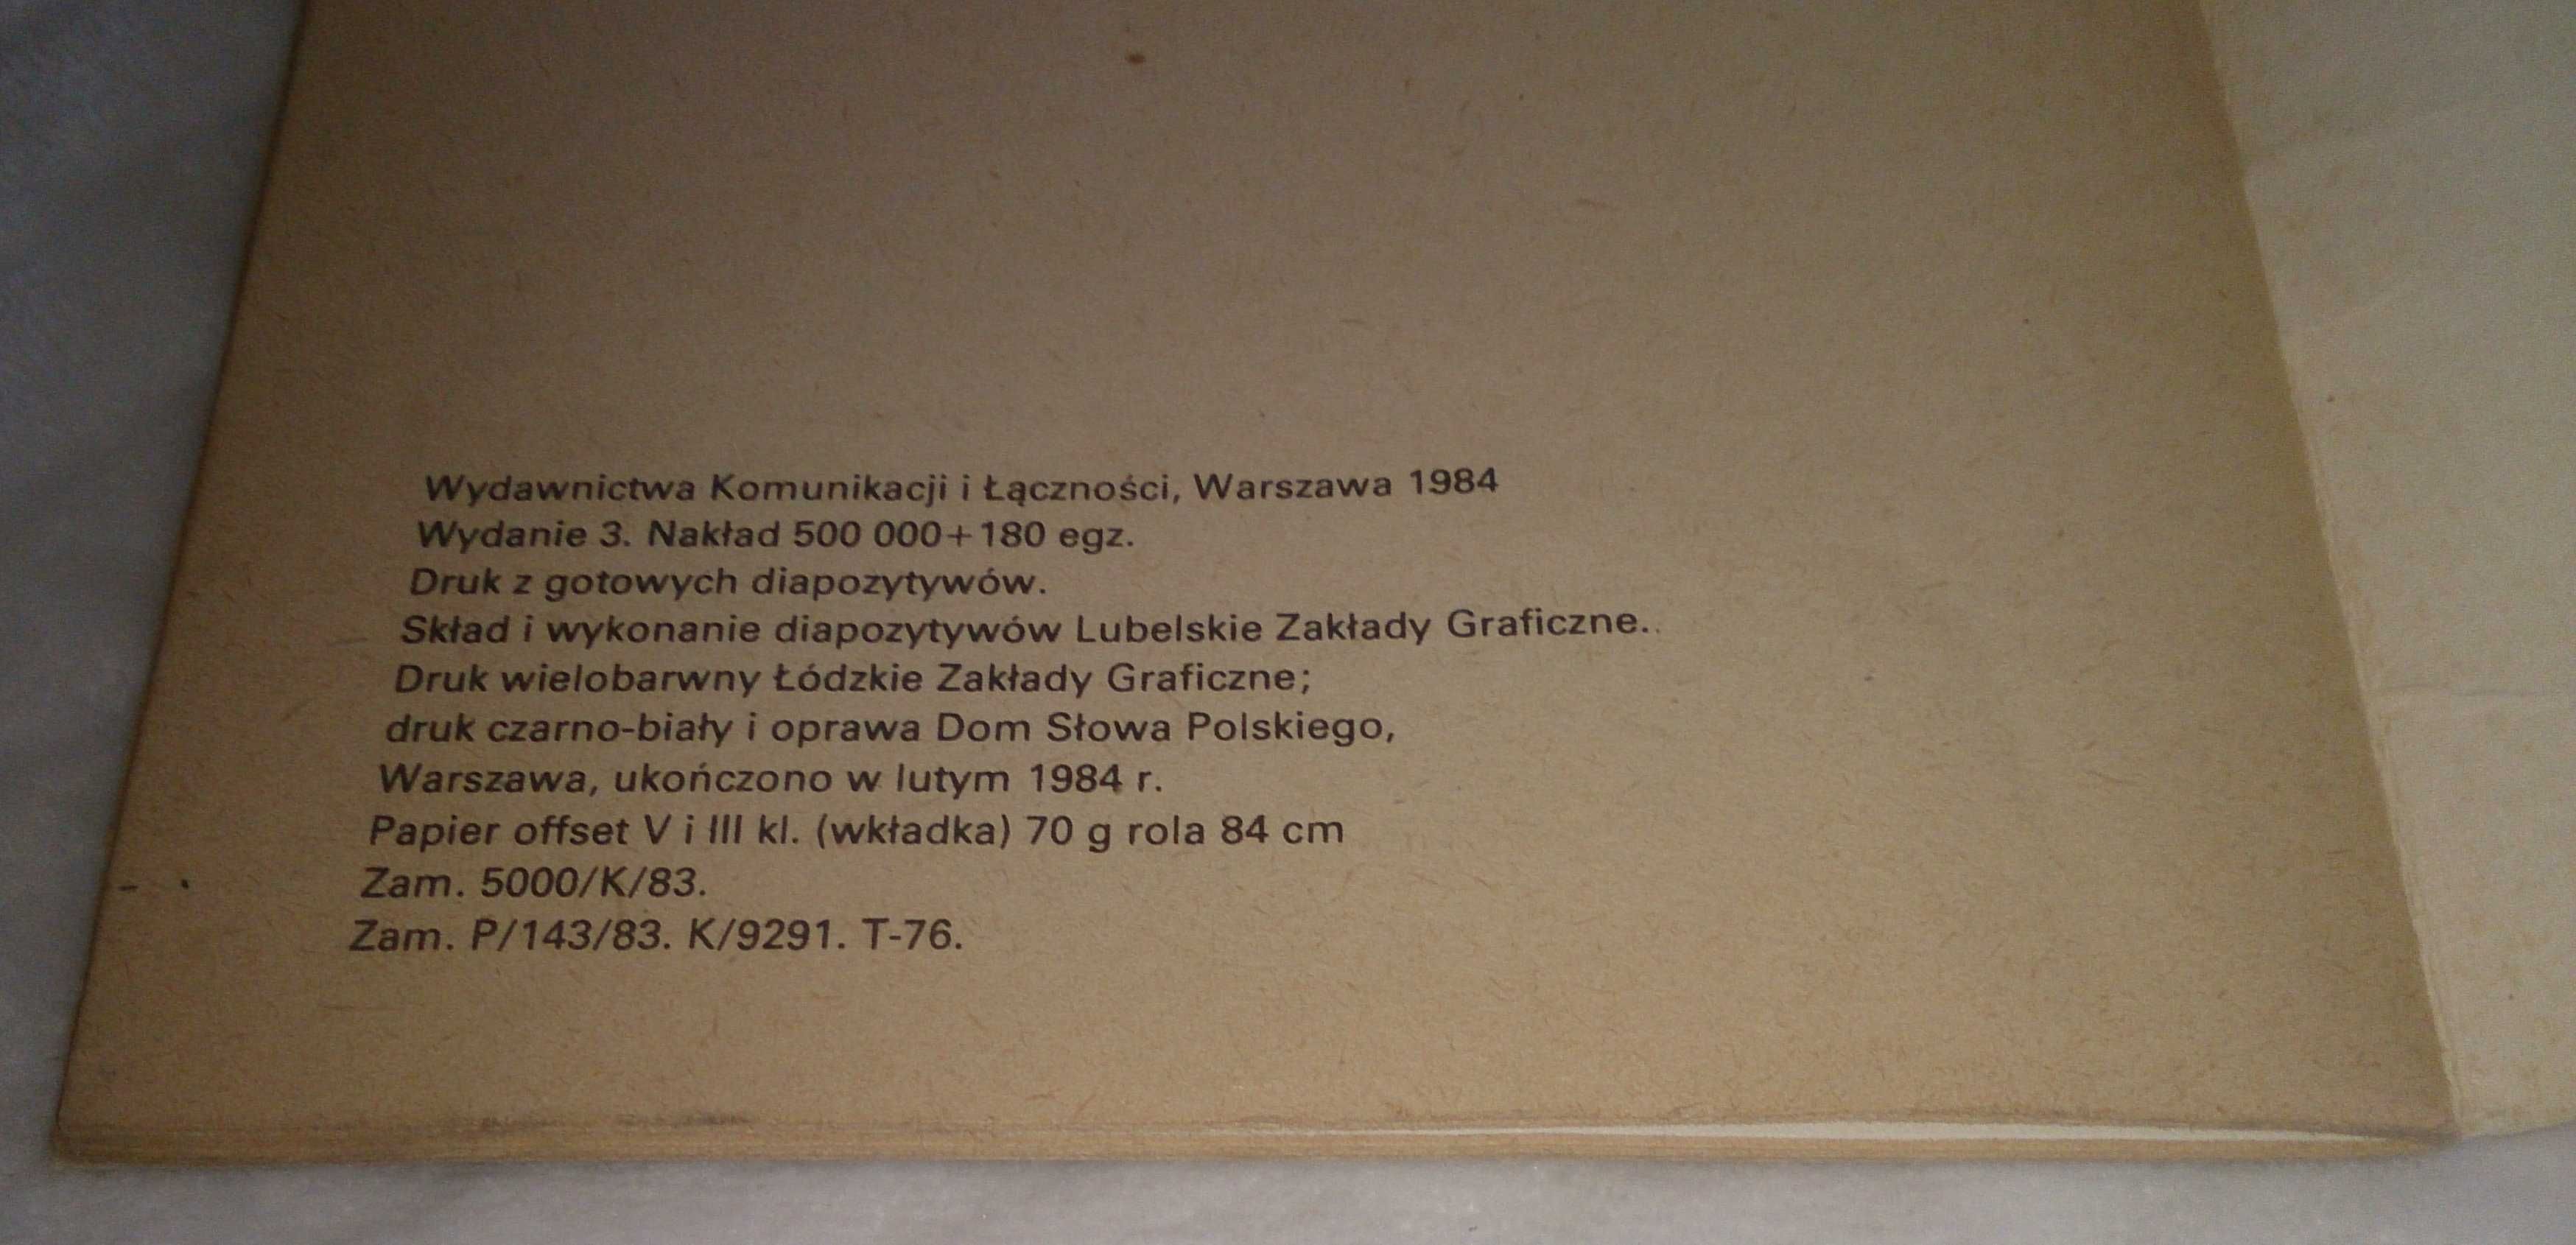 Wydawnictwa Komunikacji i Łączności, Warszawa 1984
Wydanie 3. Nakład 500 000+180 egz.
Druk z gotowych diapozytywów.
Skład i wykonanie diapozytywów Lubelskie Zakłady Graficzne.
Druk wielobarwny Łódzkie Zakłady Graficzne;
druk czarno-biały i oprawa Dom Słowa Polskiego,
Warszawa, ukończono w lutym 1984 r.
Papier offset V i III kl. (wkładka) 70 g rola 84 cm
Zam. 5000/K/83.
Zam. P/143/83. K/9291. T-76.